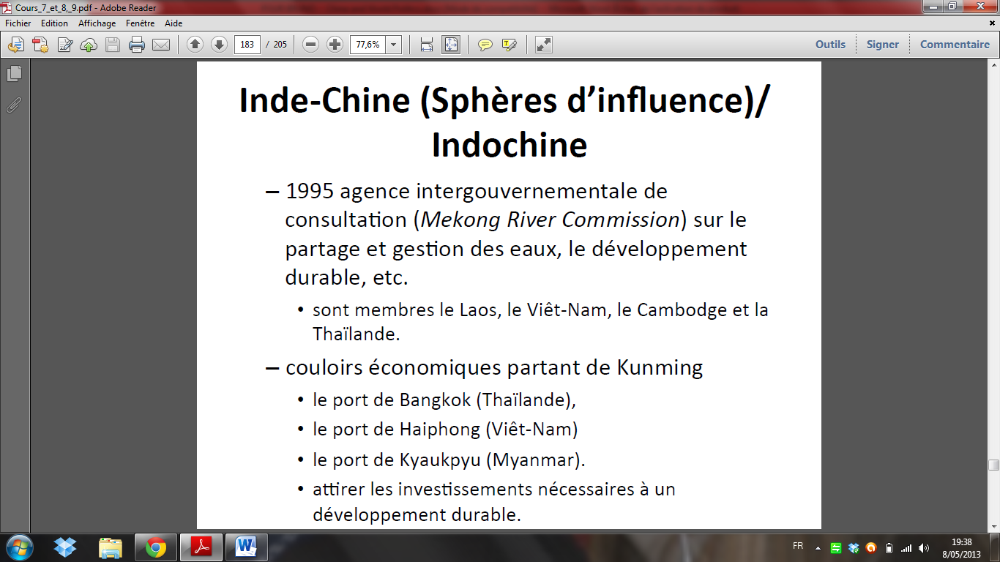 Cours_7_et_8_9.pdf - Adobe Reader
Fichier Edition Affichage Fenêtre Aide
183 / 205 77,6% Outils Signer Commentaire
Inde-Chine (Sphères d’influence)/
Indochine
– 1995 agence intergouvernementale de
consultation (Mekong River Commission) sur le
partage et gestion des eaux, le développement
durable, etc.
• sont membres le Laos, le Viêt-Nam, le Cambodge et la
Thaïlande.
– couloirs économiques partant de Kunming
• le port de Bangkok (Thaïlande),
• le port de Haiphong (Viêt-Nam)
• le port de Kyaukpyu (Myanmar).
• attirer les investissements nécessaires à un
développement durable.
FR 19:38
8/05/2013